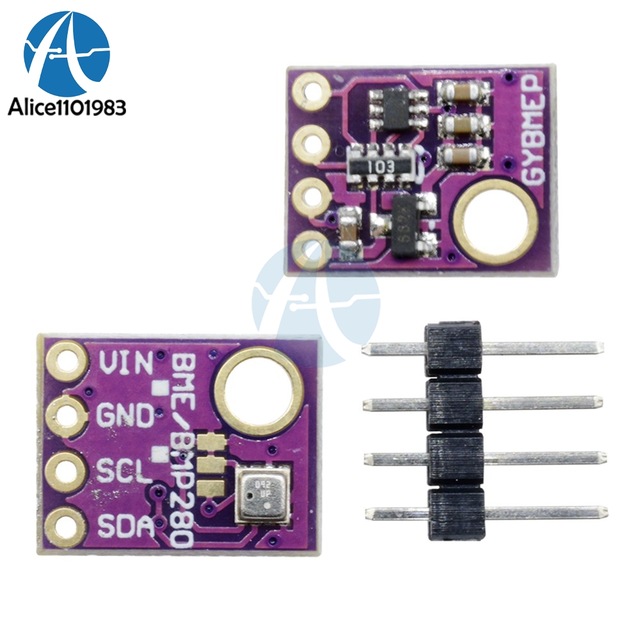 Alice1101983
GYBMEP
103
VIN
GND
SCL
SDA
BME/BMP280